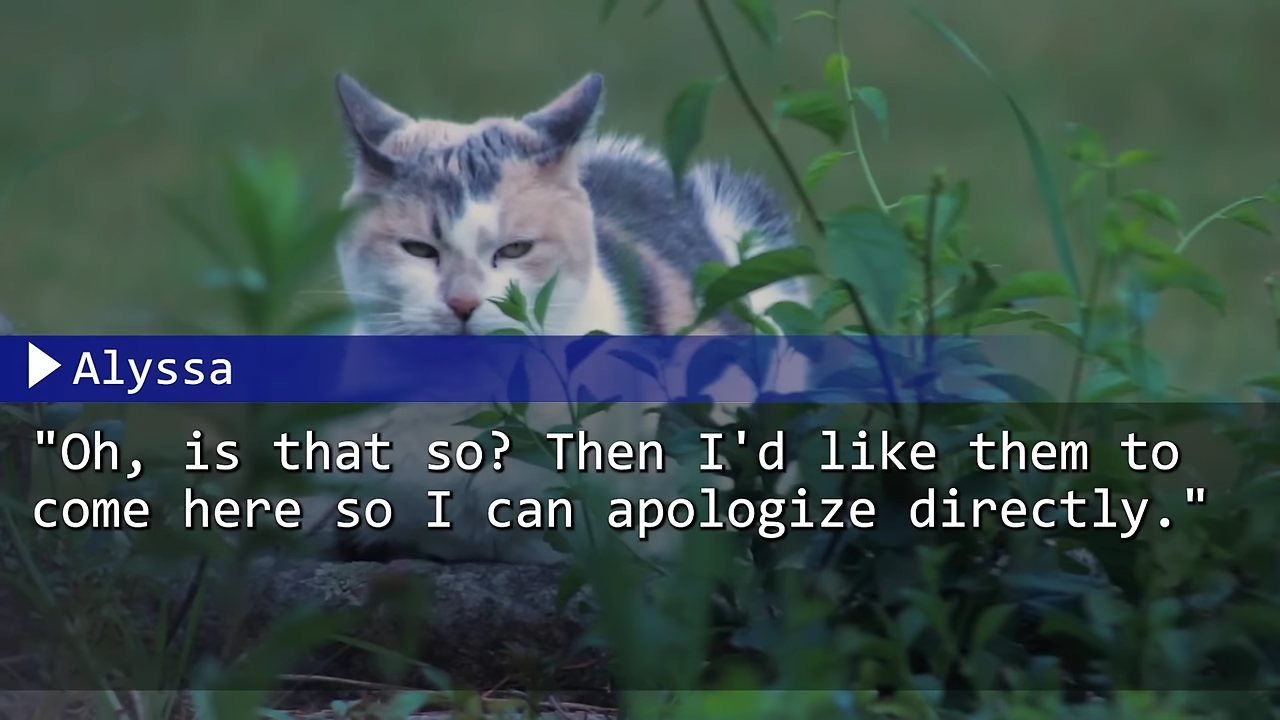 Alyssa
"Oh, is that so? Then I'd like them to
come here so I can apologize directly."